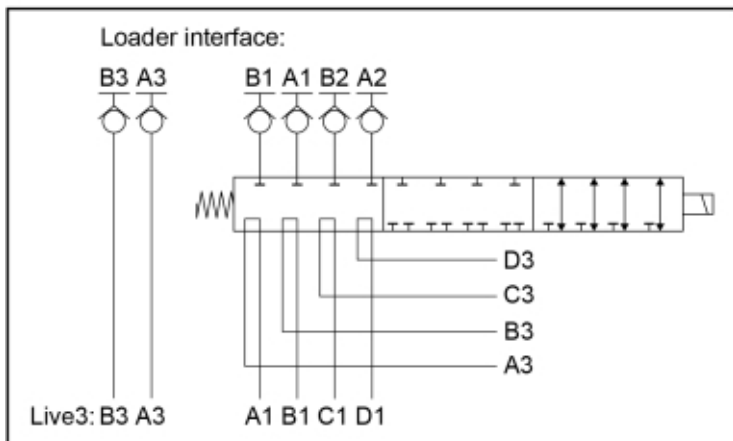 Loader interface:
B3 A3 B1 A1 B2 A2
D3
C3
B3
A3
Live3: B3 A3 A1 B1 C1 D1